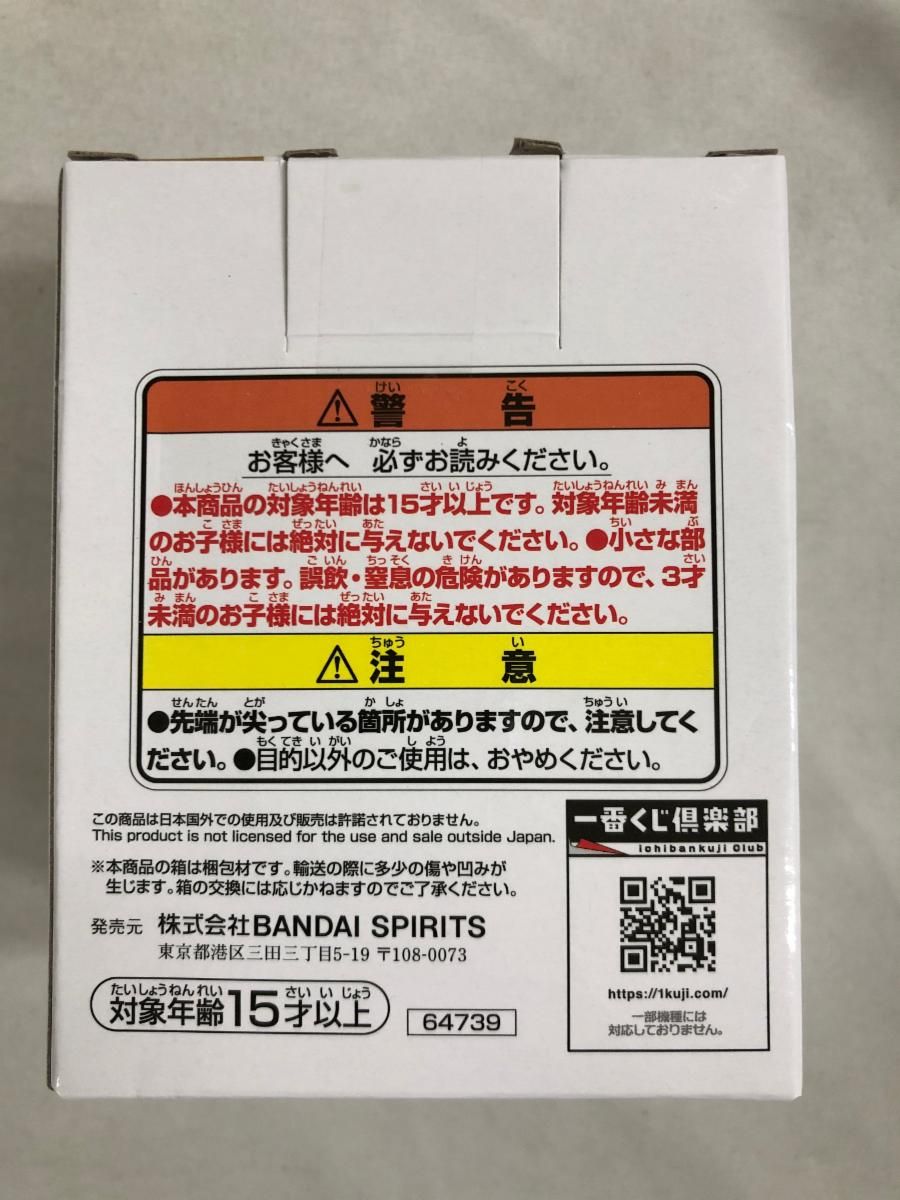 ⚠警告
お客様へ 必ずお読みください。
●本商品の対象年齢は15才以上です。対象年齢未満
のお子様には絶対に与えないでください。●小さな部
品があります。誤飲・窒息の危険がありますので、3才
未満のお子様には絶対に与えないでください。
⚠注意
●先端が尖っている箇所がありますので、注意してく
ださい。●目的以外のご使用は、おやめください。
この商品は日本国外での使用及び販売は許諾されておりません。
This product is not licensed for the use and sale outside Japan.
※本商品の箱は梱包材です。輸送の際に多少の傷や凹みが
生じます。箱の交換には応じかねますのでご了承ください。
発売元 株式会社BANDAI SPIRITS
東京都港区三田三丁目5-19 〒108-0073
対象年齢15才以上
64739
一番くじ倶楽部
ichibankuji Club
https://1kuji.com/
一部機種には
対応しておりません。